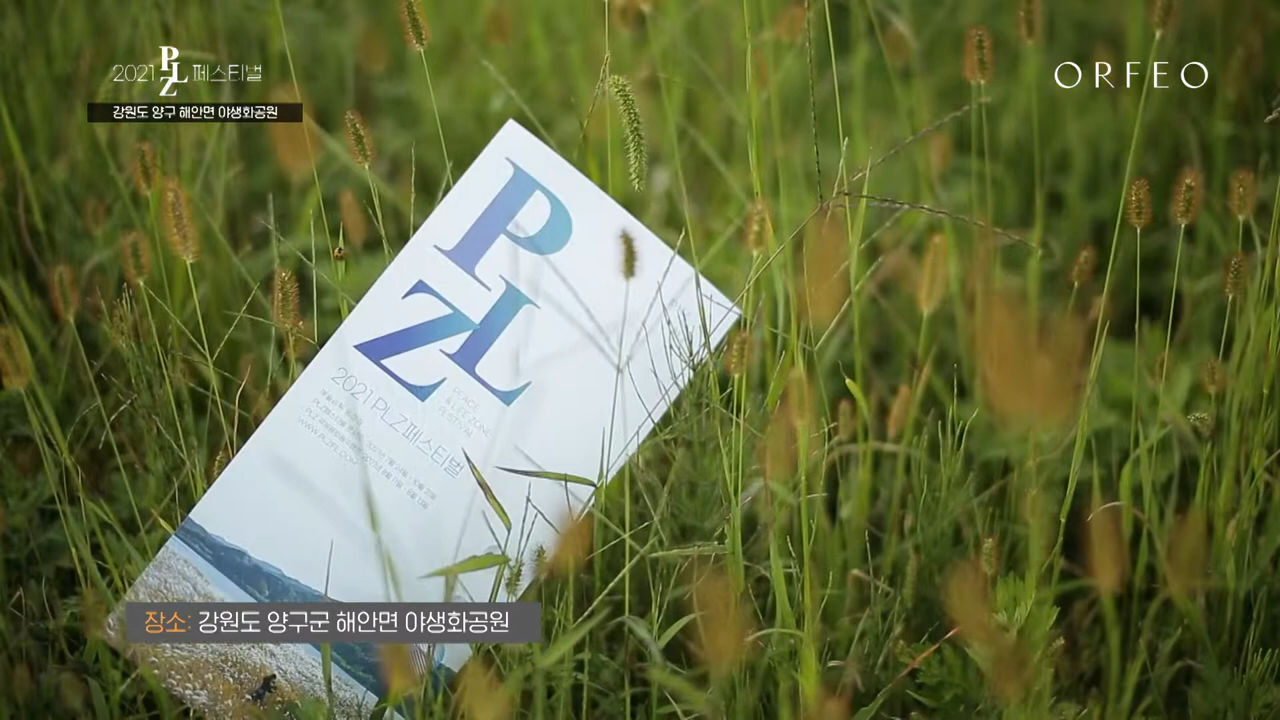 2021 PLZ 페스티벌
강원도 양구 해안면 야생화공원
ORFEO
PLZ
PEACE
& LIFE ZONE
FESTIVAL
2021 PLZ 페스티벌
장소: 강원도 양구군 해안면 야생화공원